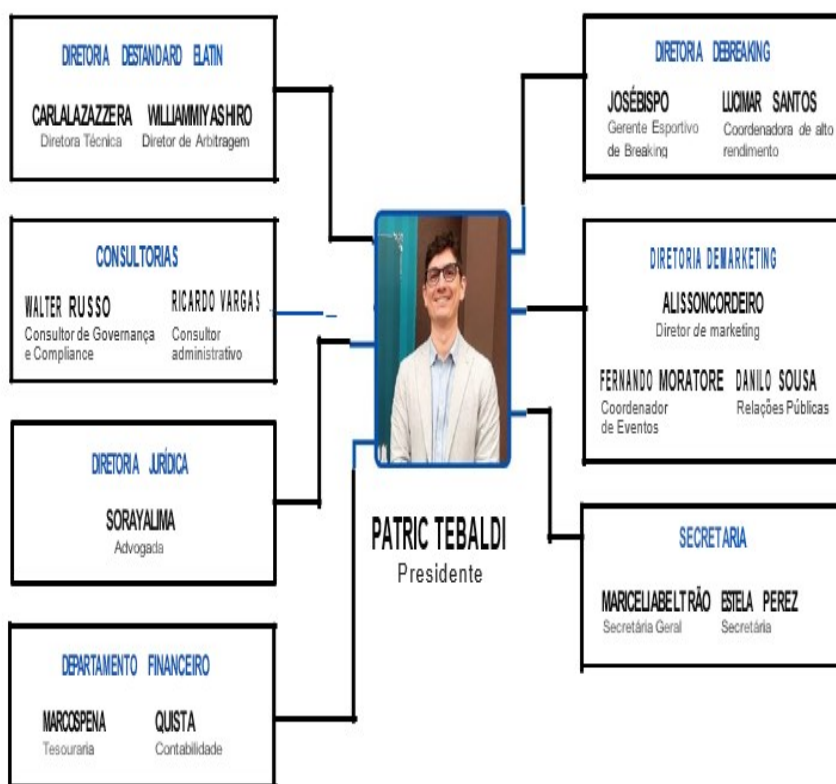 DIRETORIA DESTANDARD ELATIN
CARLALAZAZZERA WILLIAMMIYASHIRO
Diretora Técnica Diretor de Arbitragem
CONSULTORIAS
WALTER RUSSO RICARDO VARGAS
Consultor de Governança Consultor
e Compliance administrativo
DIRETORIA JURÍDICA
SORAYALIMA
Advogada
DEPARTAMENTO FINANCEIRO
MARCOSPENA QUISTA
Tesouraria Contabilidade
PATRIC TEBALDI
Presidente
DIRETORIA DEBREAKING
JOSÉBISPO LUCIMAR SANTOS
Gerente Esportivo Coordenadora de alto
de Breaking rendimento
DIRETORIA DEMARKETING
ALISSONCORDEIRO
Diretor de marketing
FERNANDO MORATORE DANILO SOUSA
Coordenador Relações Públicas
de Eventos
SECRETARIA
MARICELIABELTRÃO ESTELA PEREZ
Secretária Geral Secretária